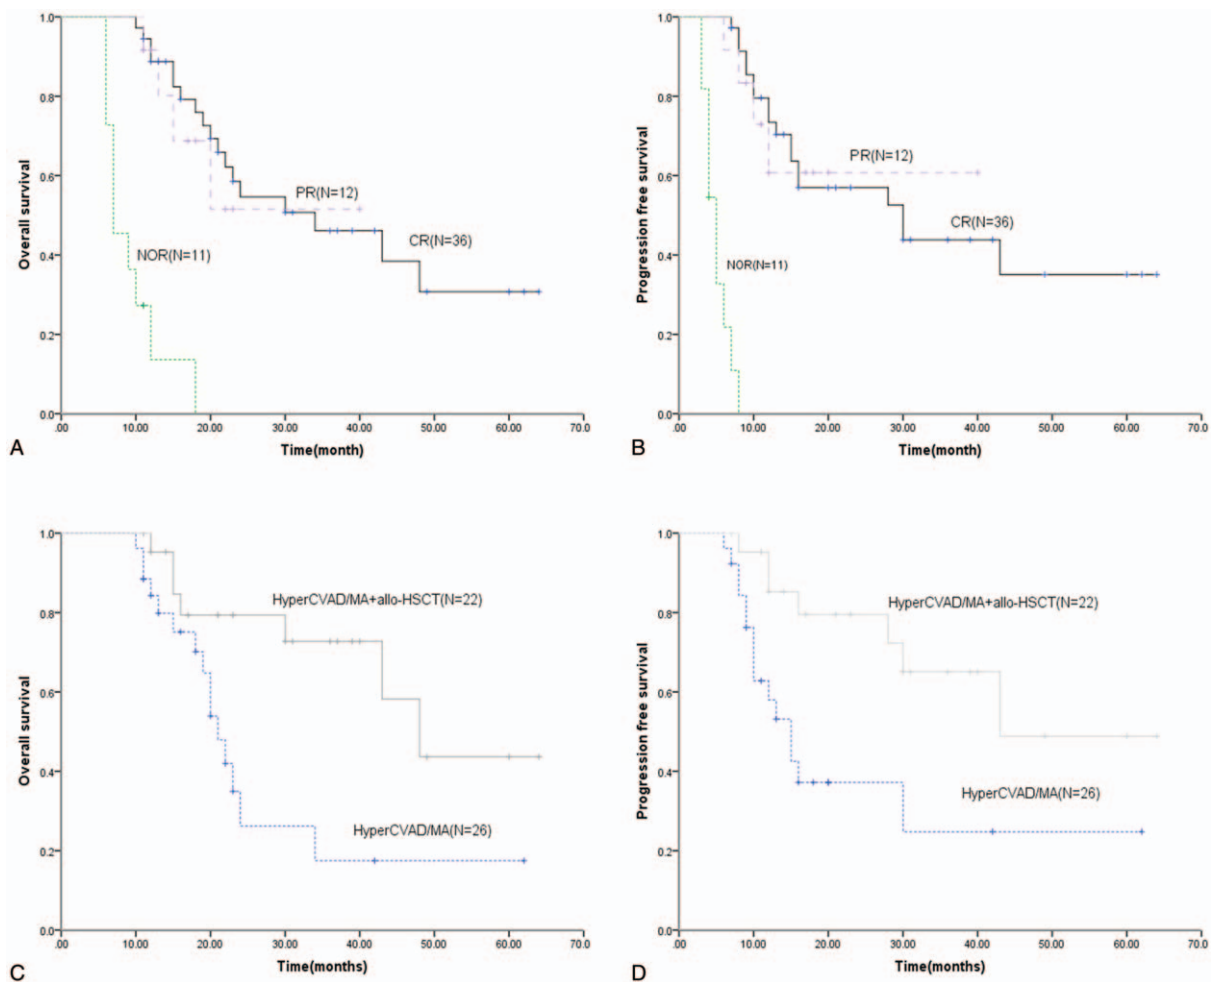 1.0
0.8
0.6
0.4
0.2
0.0
Overall survival
PR(N=12)
CR(N=36)
NOR(N=11)
.00 10.00 20.00 30.00 40.00 50.00 60.00 70.0
Time(month)
A
1.0
0.8
0.6
0.4
0.2
0.0
Progression free survival
PR(N=12)
CR(N=36)
NOR(N=11)
.00 10.00 20.00 30.00 40.00 50.00 60.00 70.0
Time(month)
B
1.0
0.8
0.6
0.4
0.2
0.0
Overall survival
HyperCVAD/MA+allo-HSCT(N=22)
HyperCVAD/MA(N=26)
.00 10.00 20.00 30.00 40.00 50.00 60.00 70.0
Time(months)
C
1.0
0.8
0.6
0.4
0.2
0.0
Progression free survival
HyperCVAD/MA+allo-HSCT(N=22)
HyperCVAD/MA(N=26)
.00 10.00 20.00 30.00 40.00 50.00 60.00 70.0
Time(months)
D